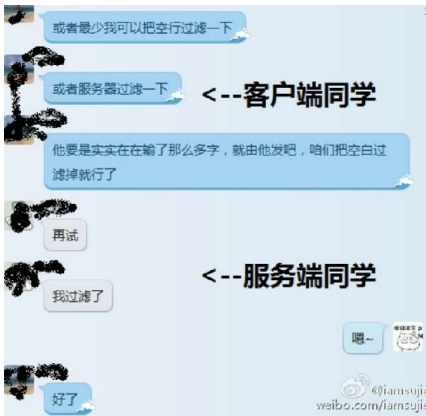 或者最少我可以把空行过滤一下
或者服务器过滤一下
<--客户端同学
他要是实实在在输了那么多字，就由他发吧，咱们把空白过
滤掉就行了
再试
<--服务端同学
我过滤了
嗯~
好了
@iamsujie
weibo.com/iamsujie